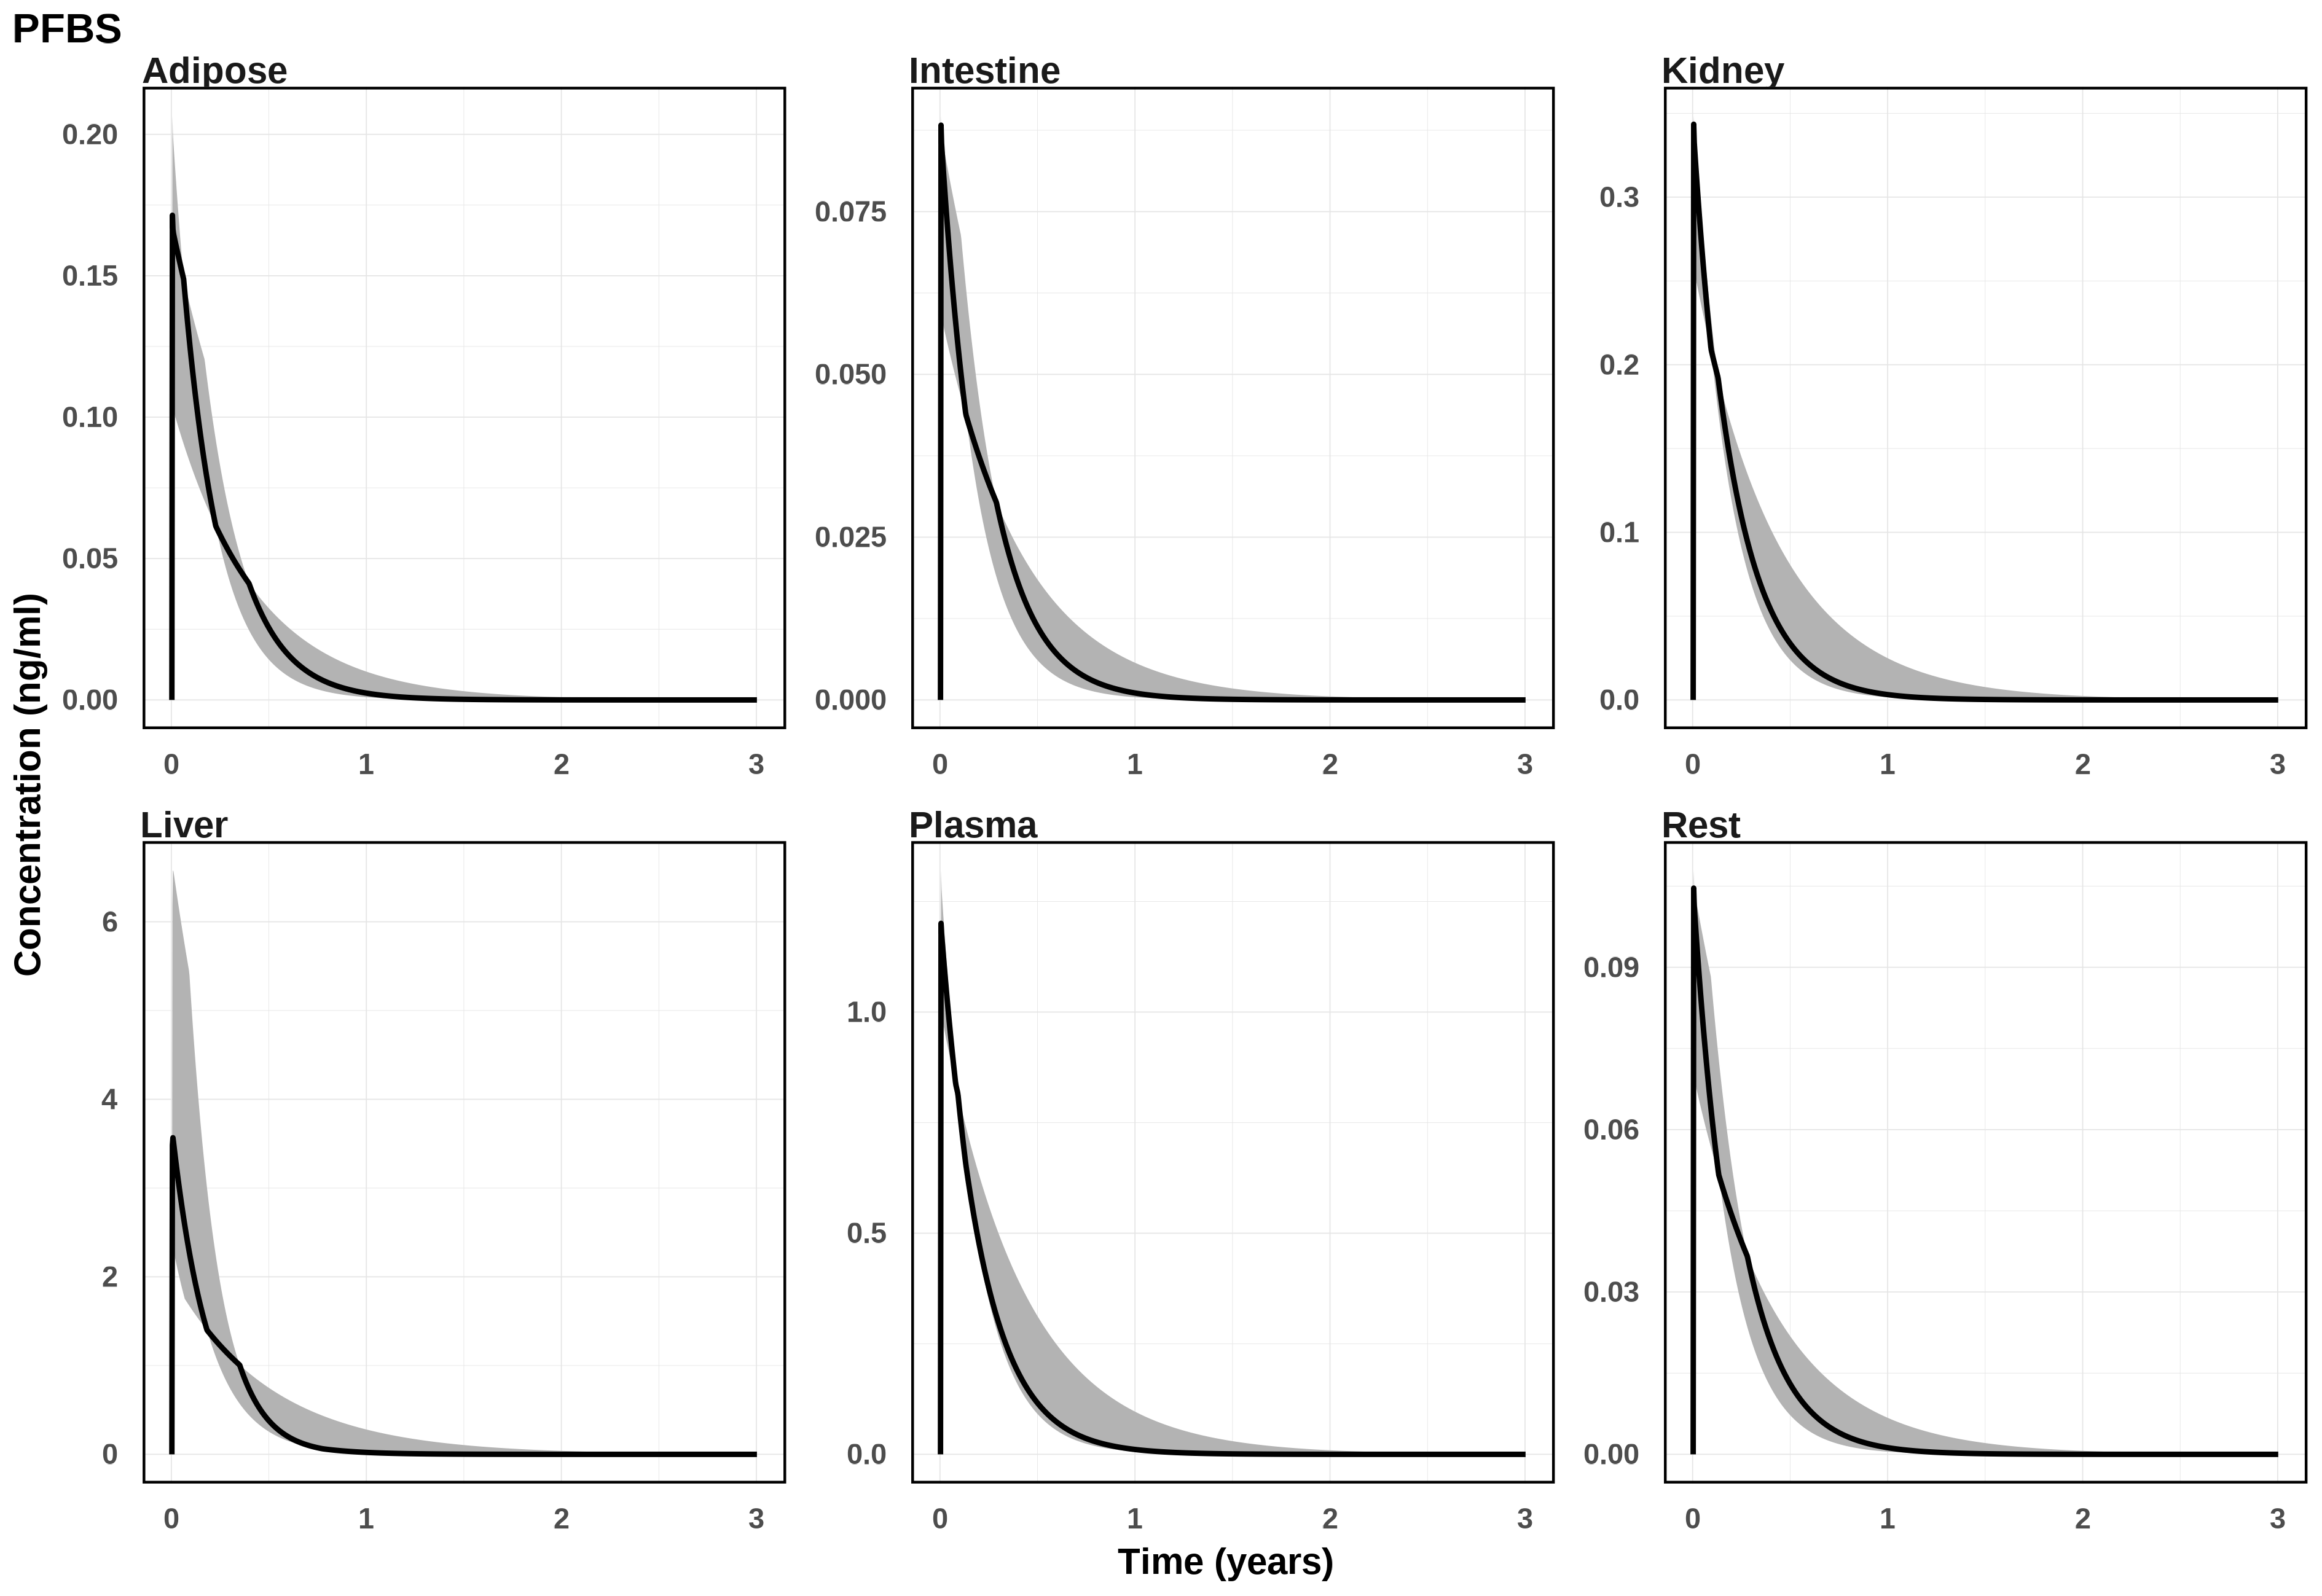 PFBS
Adipose
Intestine
Kidney
0.20
0.15
0.10
0.05
0.00
0.075
0.050
0.025
0.000
0.3
0.2
0.1
0.0
0 1 2 3
0 1 2 3
0 1 2 3
Concentration (ng/ml)
Liver
Plasma
Rest
6
4
2
0
1.0
0.5
0.0
0.09
0.06
0.03
0.00
0 1 2 3
0 1 2 3
0 1 2 3
Time (years)